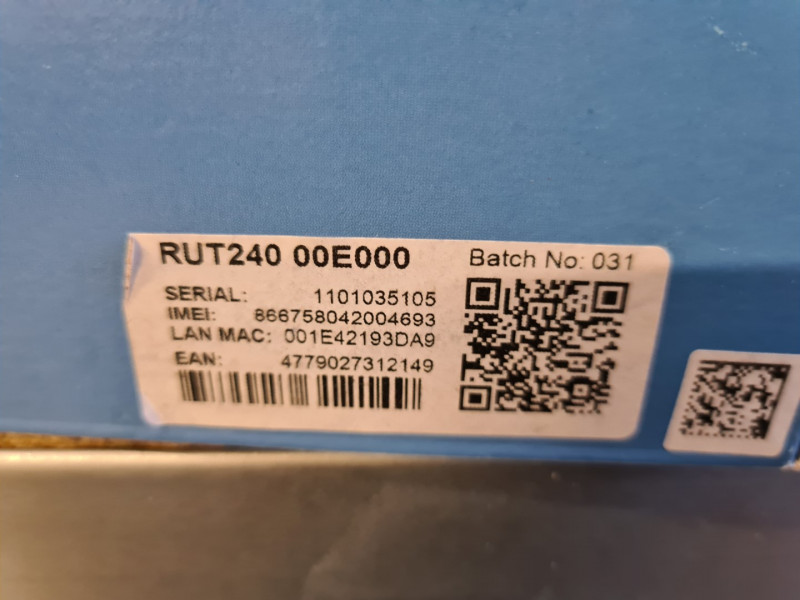 RUT240 00E000
Batch No: 031
SERIAL: 1101035105
IMEI: 866758042004693
LAN MAC: 001E42193DA9
EAN: 4779027312149